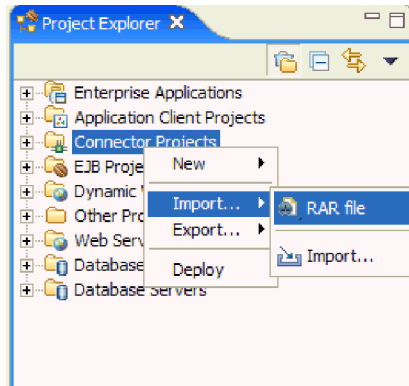 Project Explorer
Enterprise Applications
Application Client Projects
Connector Projects
EJB Proje
Dynamic
Other Pro
Web Serv
Database
Database Servers
New
Import...
Export...
Deploy
RAR file
Import...